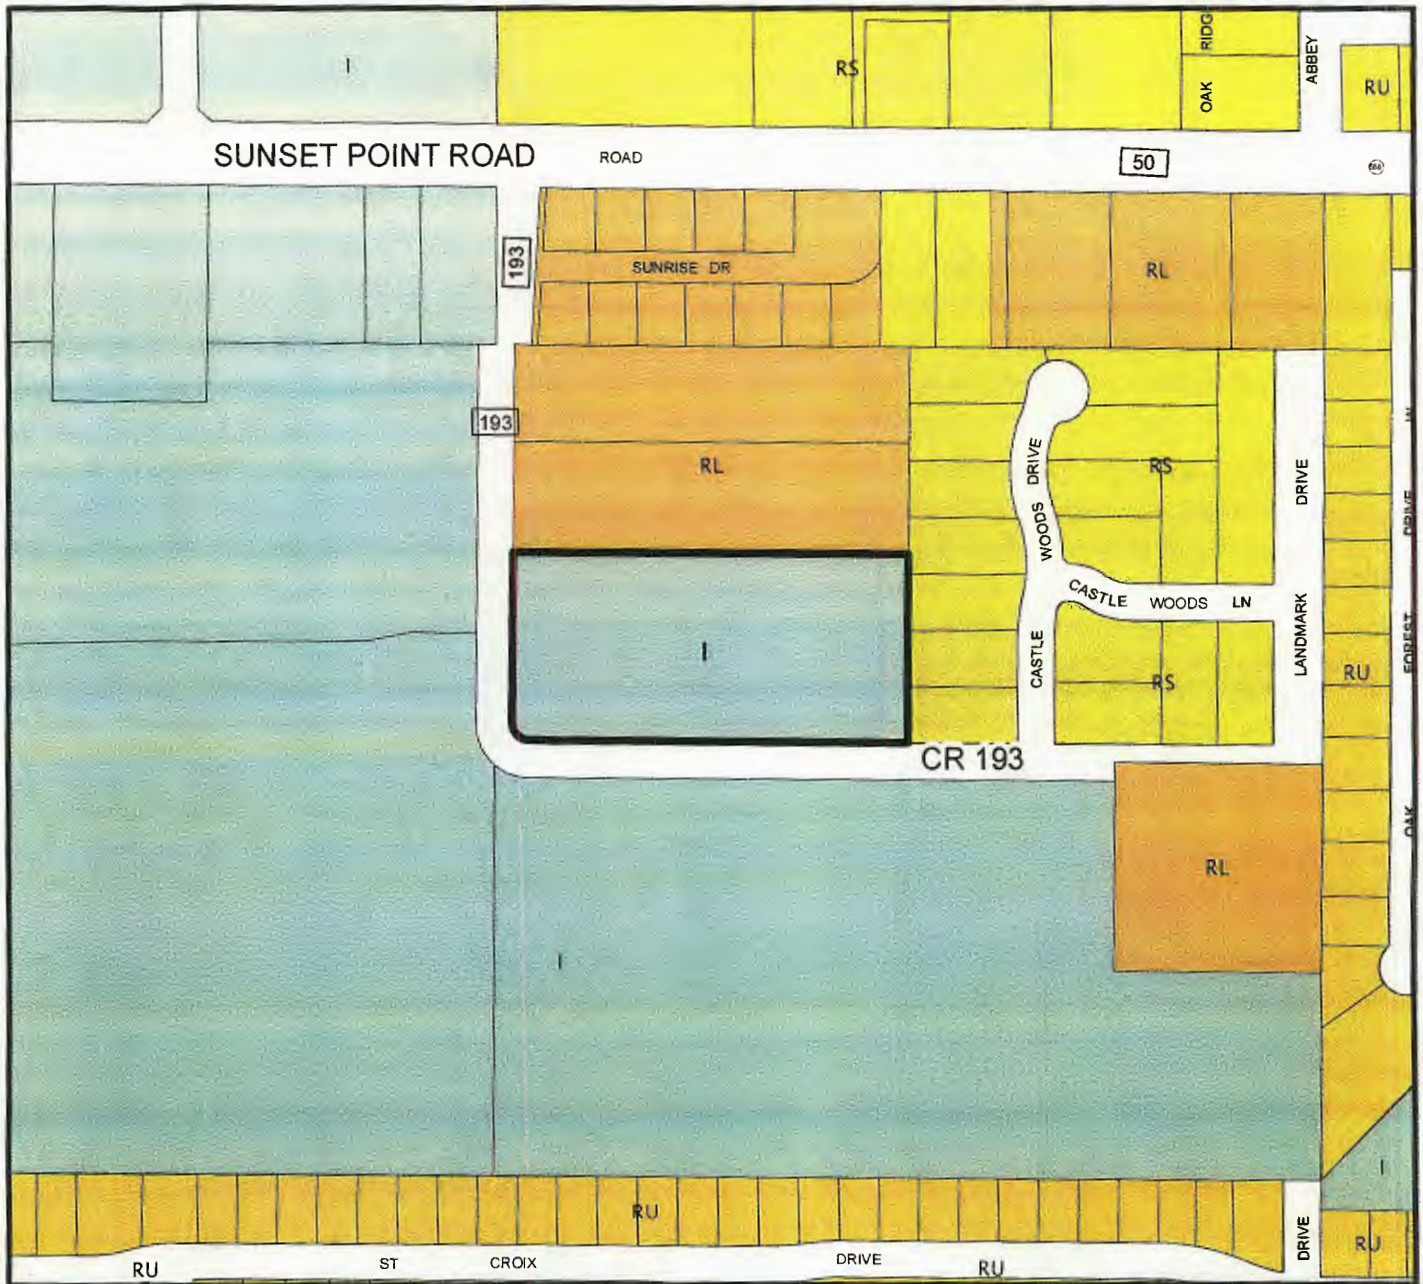 I
RS
OAK
RIDG
ABBEY
RU
SUNSET POINT ROAD
ROAD
50
193
SUNRISE DR
RL
193
RL
CASTLE
WOODS
DRIVE
RS
CASTLE WOODS LN
LANDMARK
DRIVE
I
RS
RU
OAK
FOREST
DRIVE
CR 193
RL
I
I
RU
DRIVE
RU
RU
ST CROIX DRIVE
RU